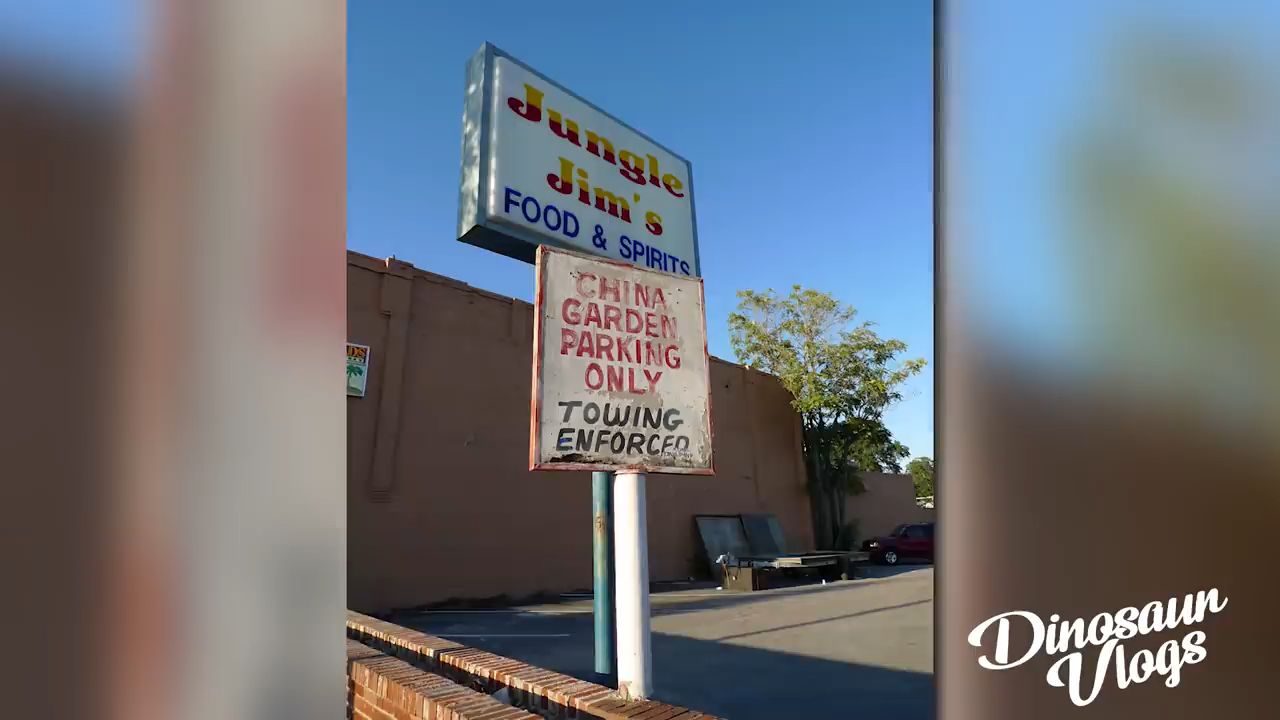 Jungle
Jim's
FOOD & SPIRITS
CHINA
GARDEN
PARKING
ONLY
TOWING
ENFORCED
Dinosaur
Vlogs